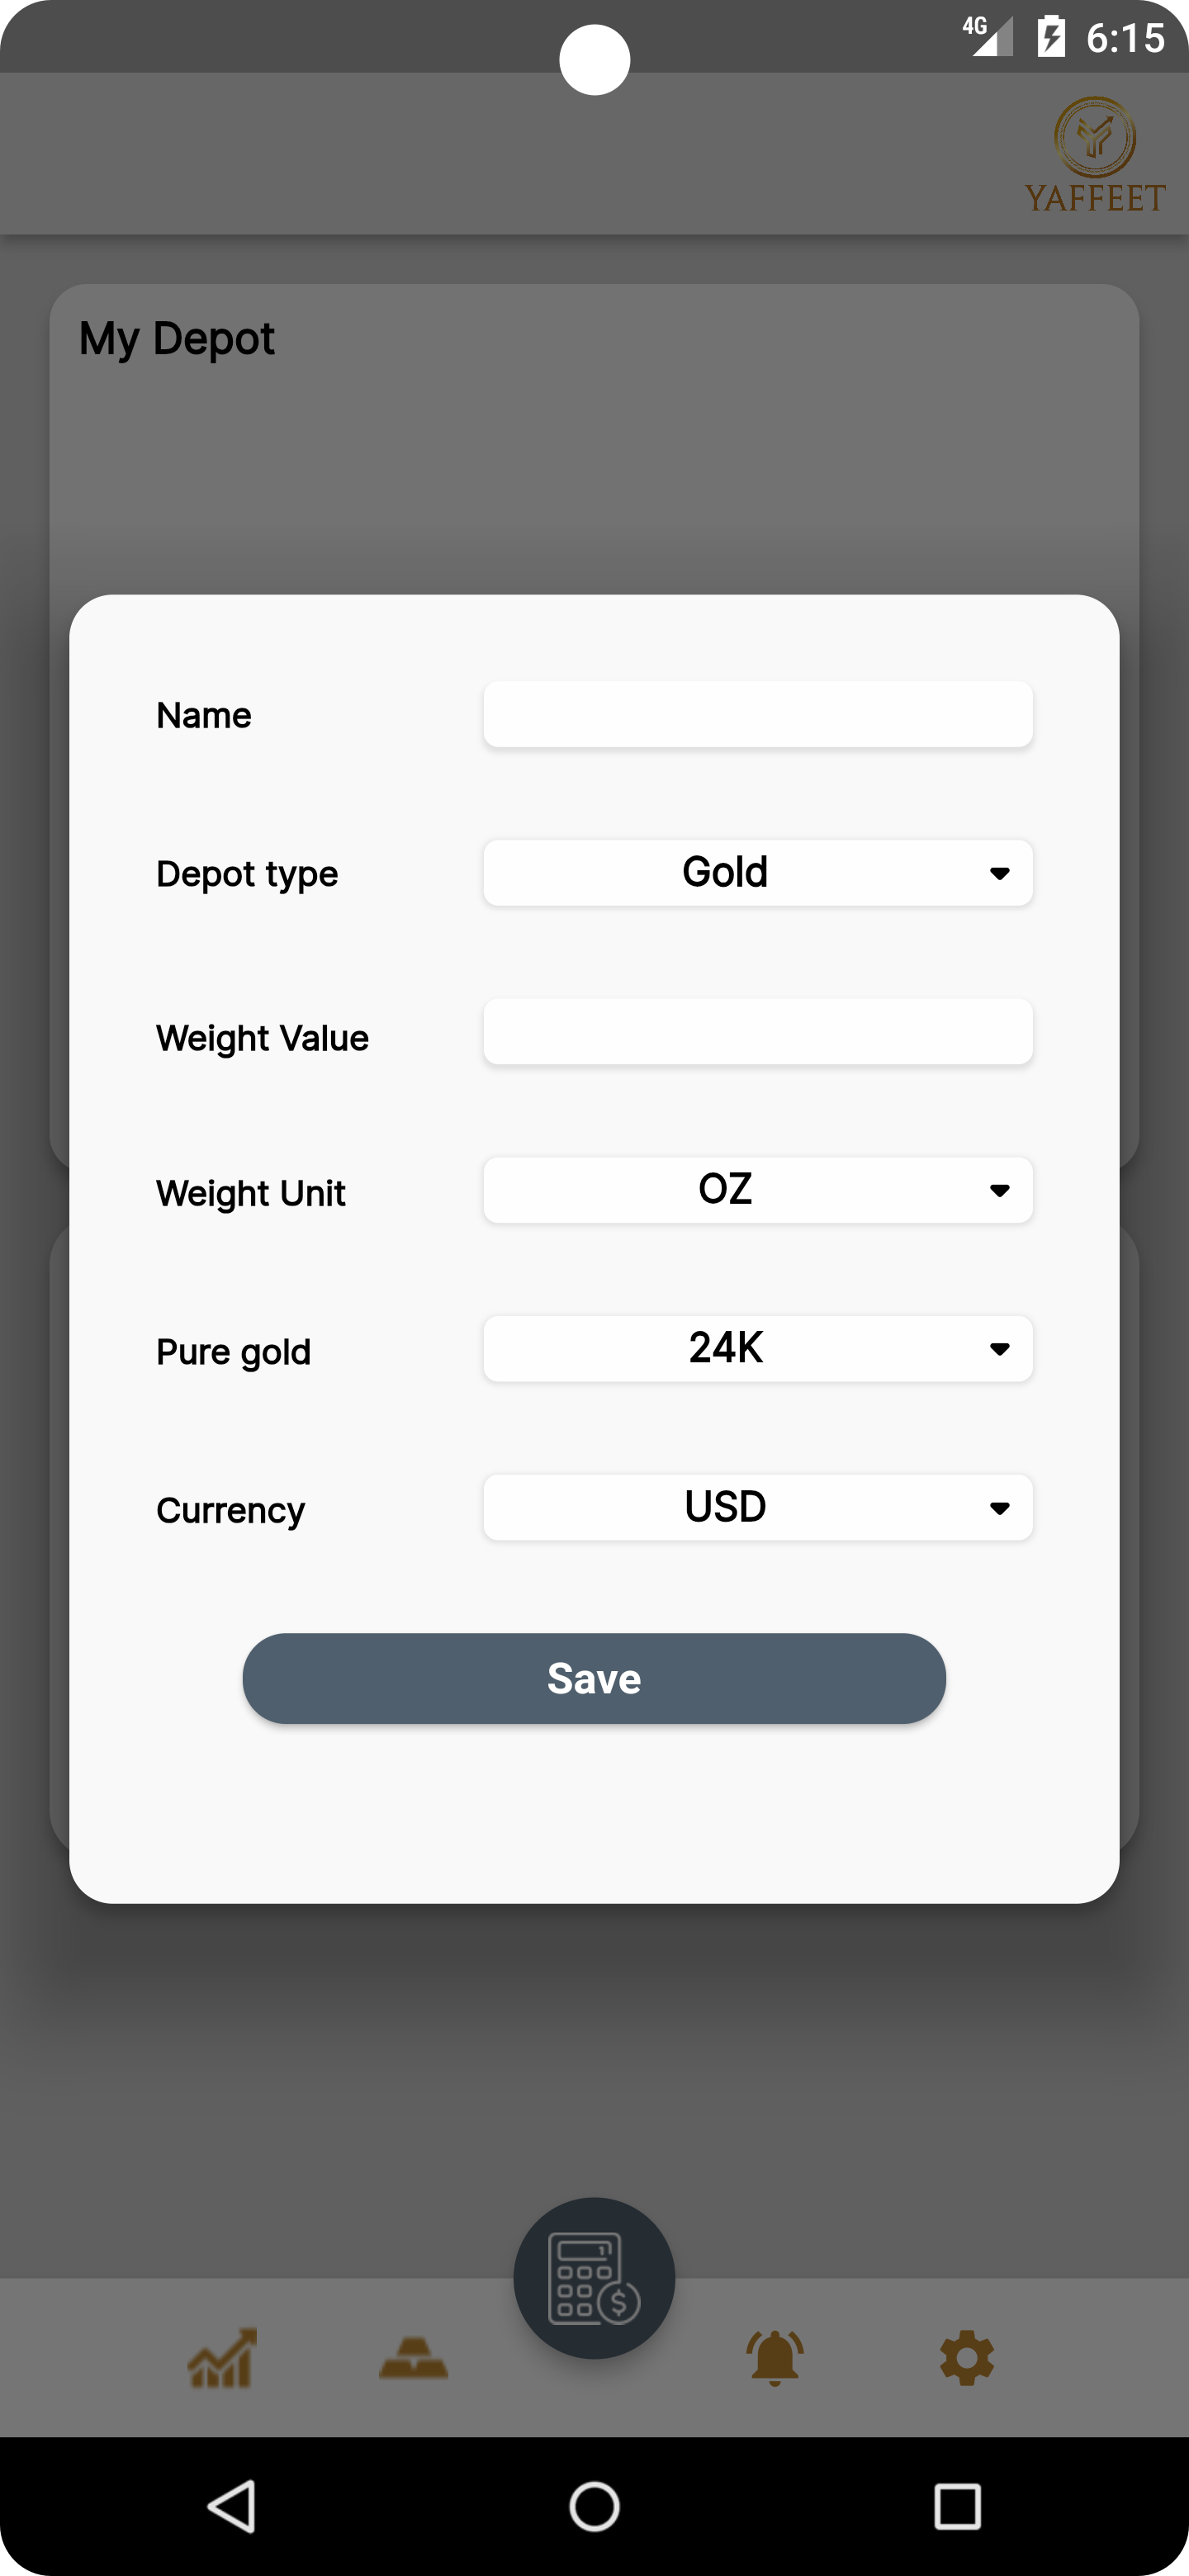 4G 6:15
YAFFEET
My Depot
Name
Depot type Gold
Weight Value
Weight Unit OZ
Pure gold 24K
Currency USD
Save